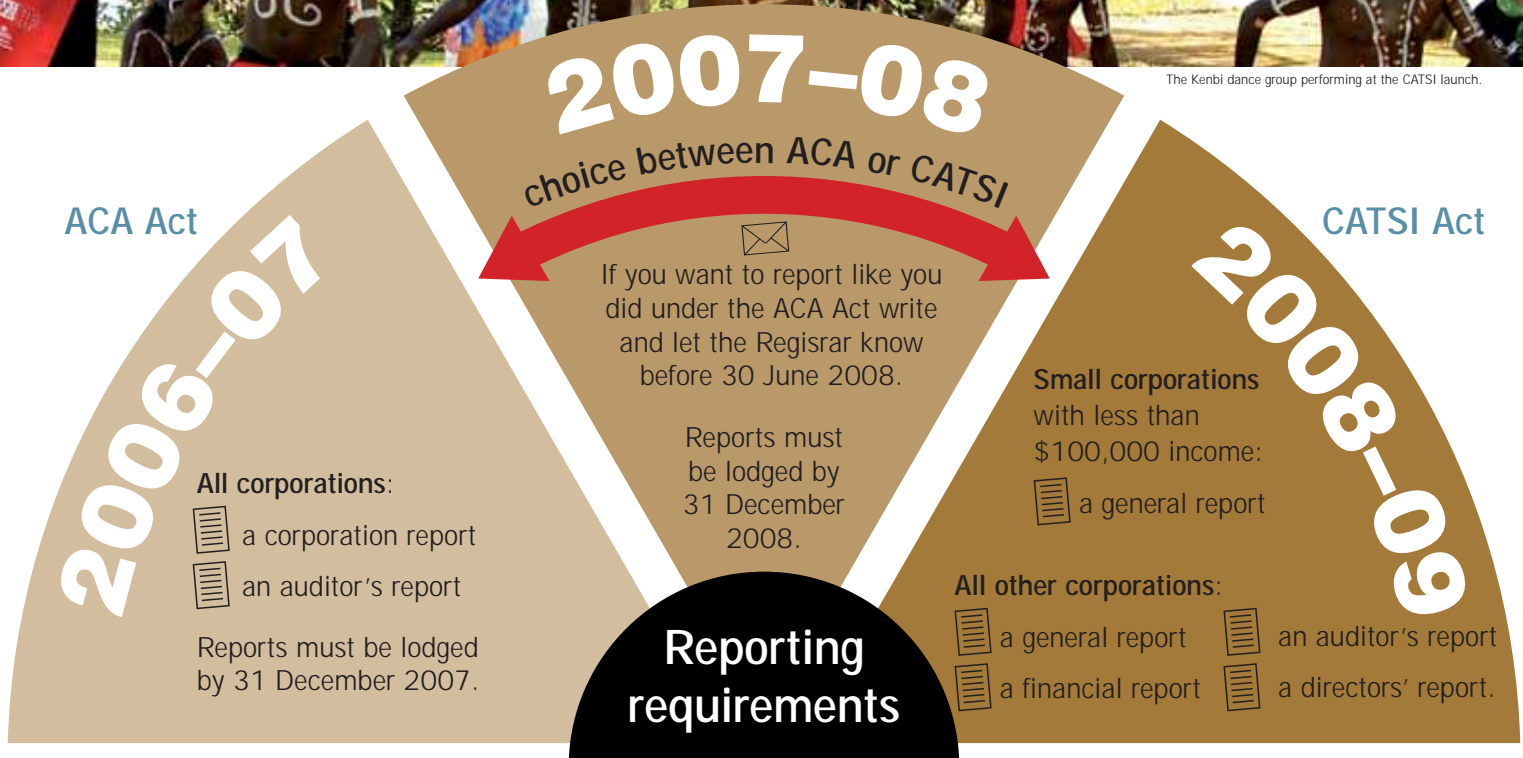 The Kenbi dance group performing at the CATSI launch.
ACA Act
2006–07
All corporations:
a corporation report
an auditor's report
Reports must be lodged
by 31 December 2007.
2007–08
choice between ACA or CATSI
If you want to report like you
did under the ACA Act write
and let the Regisrar know
before 30 June 2008.
Reports must
be lodged by
31 December
2008.
CATSI Act
2008–09
Small corporations
with less than
$100,000 income:
a general report
All other corporations:
a general report
a financial report
an auditor's report
a directors' report.
Reporting
requirements